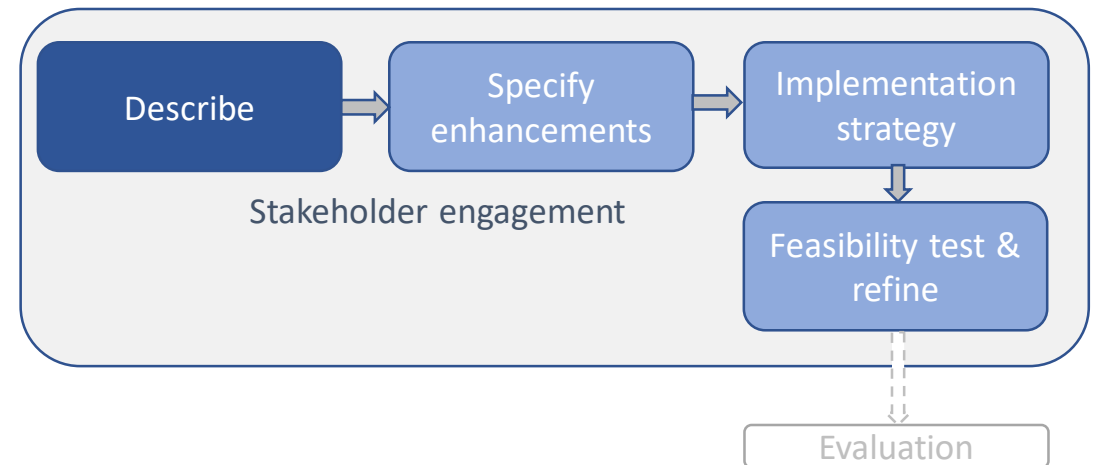 Describe
Specify
enhancements
Implementation
strategy
Stakeholder engagement
Feasibility test &
refine
Evaluation